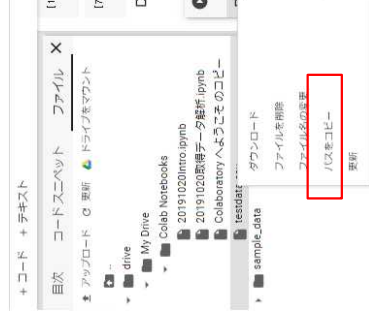 + コード + テキスト
目次 コード スニペット ファイル ×
アップロード 更新 ドライブをマウント
..
drive
My Drive
Colab Notebooks
20191020Intro.ipynb
20191020取得データ解析.ipynb
Colaboratory へようこそ のコピー
testdata.csv
sample_data
ダウンロード
ファイルを削除
ファイル名の変更
パスをコピー
更新